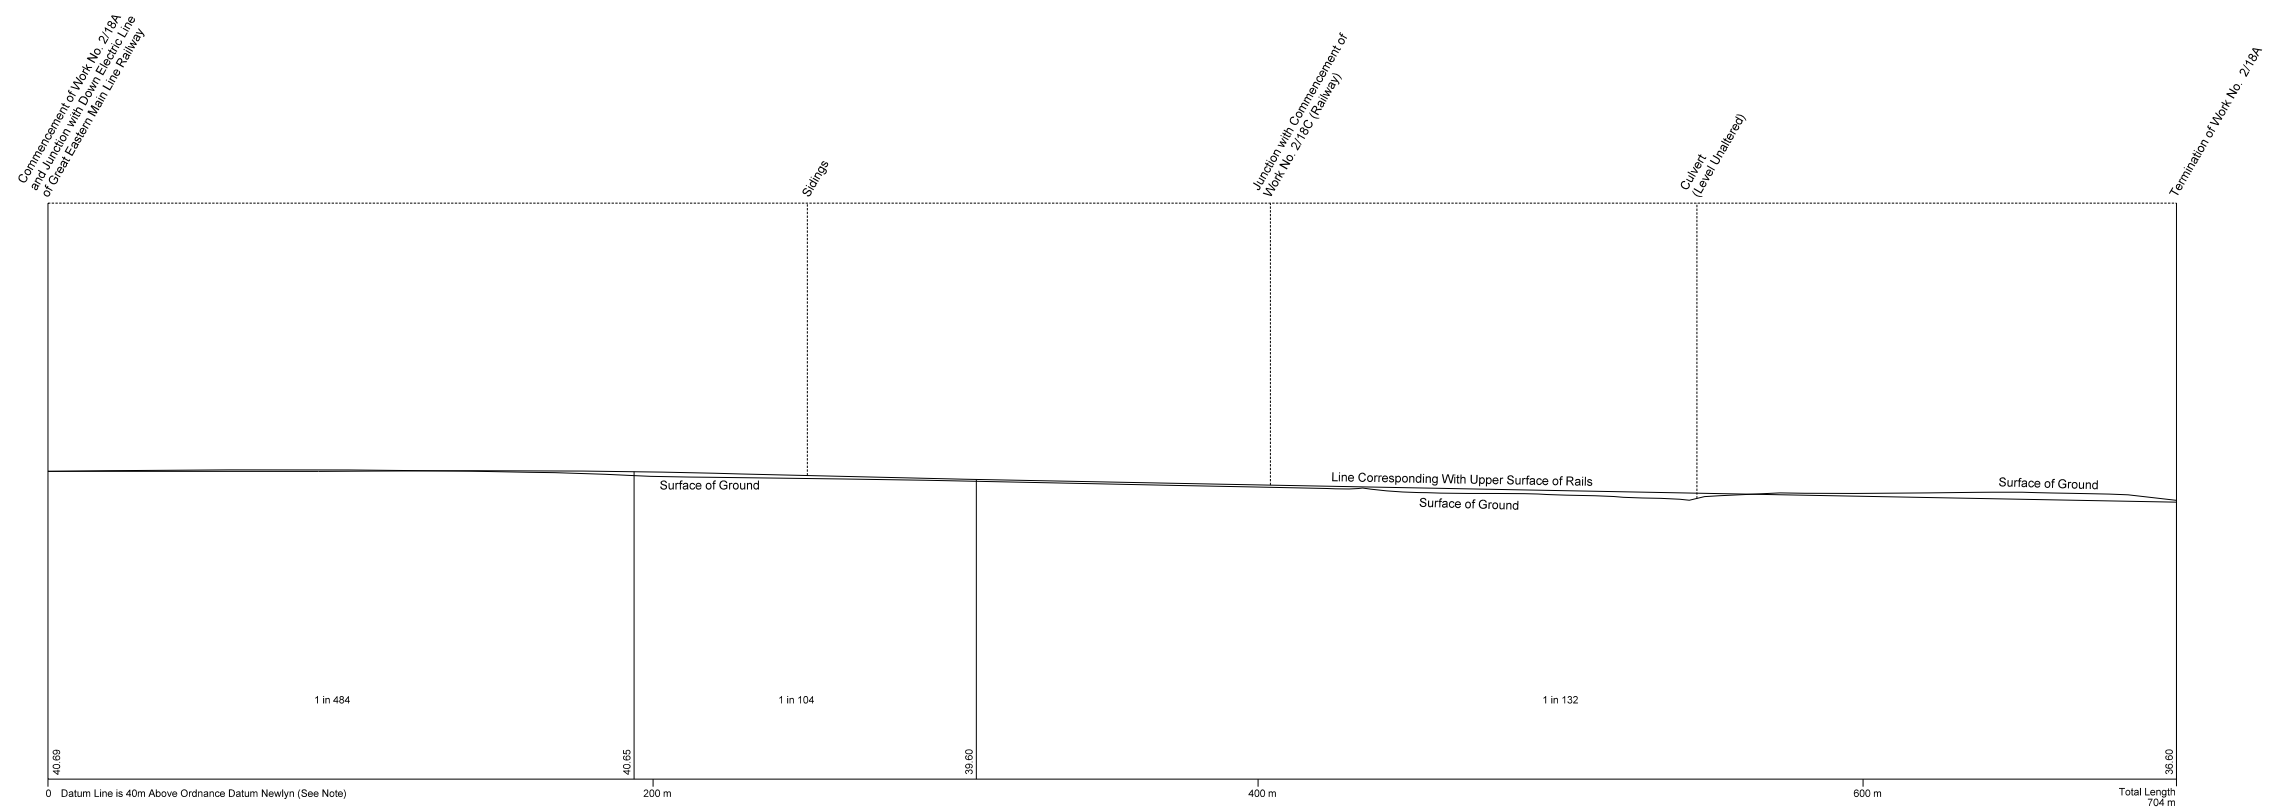 Commencement of Work No. 2/18A
and Junction with Down Electric Line
of Great Eastern Main Line Railway
Sidings
Junction with Commencement of
Work No. 2/18C (Railway)
Culvert
(Level Unaltered)
Termination of Work No. 2/18A
Line Corresponding With Upper Surface of Rails
Surface of Ground
Surface of Ground
Surface of Ground
1 in 484
1 in 104
1 in 132
40.69
40.65
39.60
36.60
0
Datum Line is 40m Above Ordnance Datum Newlyn (See Note)
200 m
400 m
600 m
Total Length
704 m